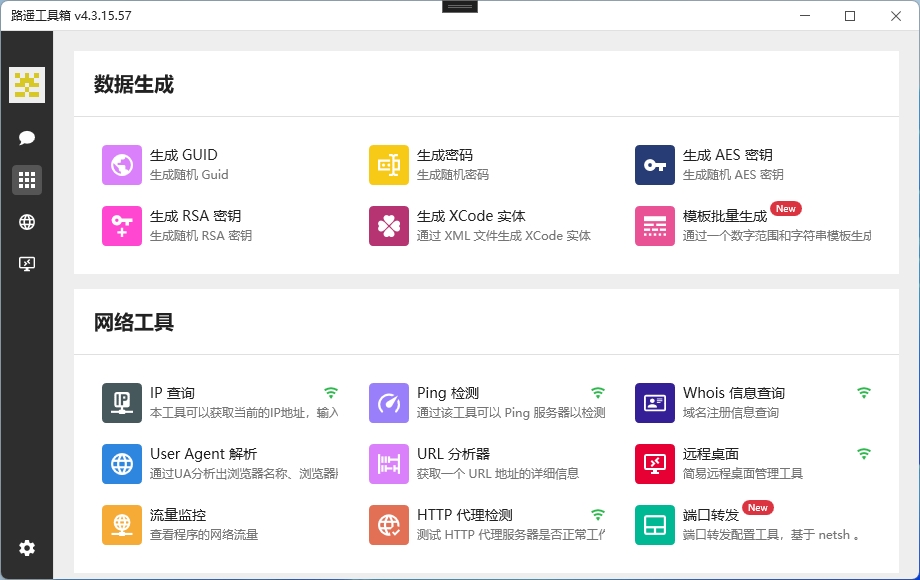 路遥工具箱 v4.3.15.57
数据生成
生成 GUID
生成随机 Guid
生成密码
生成随机密码
生成 AES 密钥
生成随机 AES 密钥
生成 RSA 密钥
生成随机 RSA 密钥
生成 XCode 实体
通过 XML 文件生成 XCode 实体
模板批量生成 New
通过一个数字范围和字符串模板生成
网络工具
IP 查询
本工具可以获取当前的IP地址，输入
Ping 检测
通过该工具可以 Ping 服务器以检测
Whois 信息查询
域名注册信息查询
User Agent 解析
通过UA分析出浏览器名称、浏览器
URL 分析器
获取一个 URL 地址的详细信息
远程桌面
简易远程桌面管理工具
流量监控
查看程序的网络流量
HTTP 代理检测
测试 HTTP 代理服务器是否正常工作
端口转发 New
端口转发配置工具，基于 netsh 。